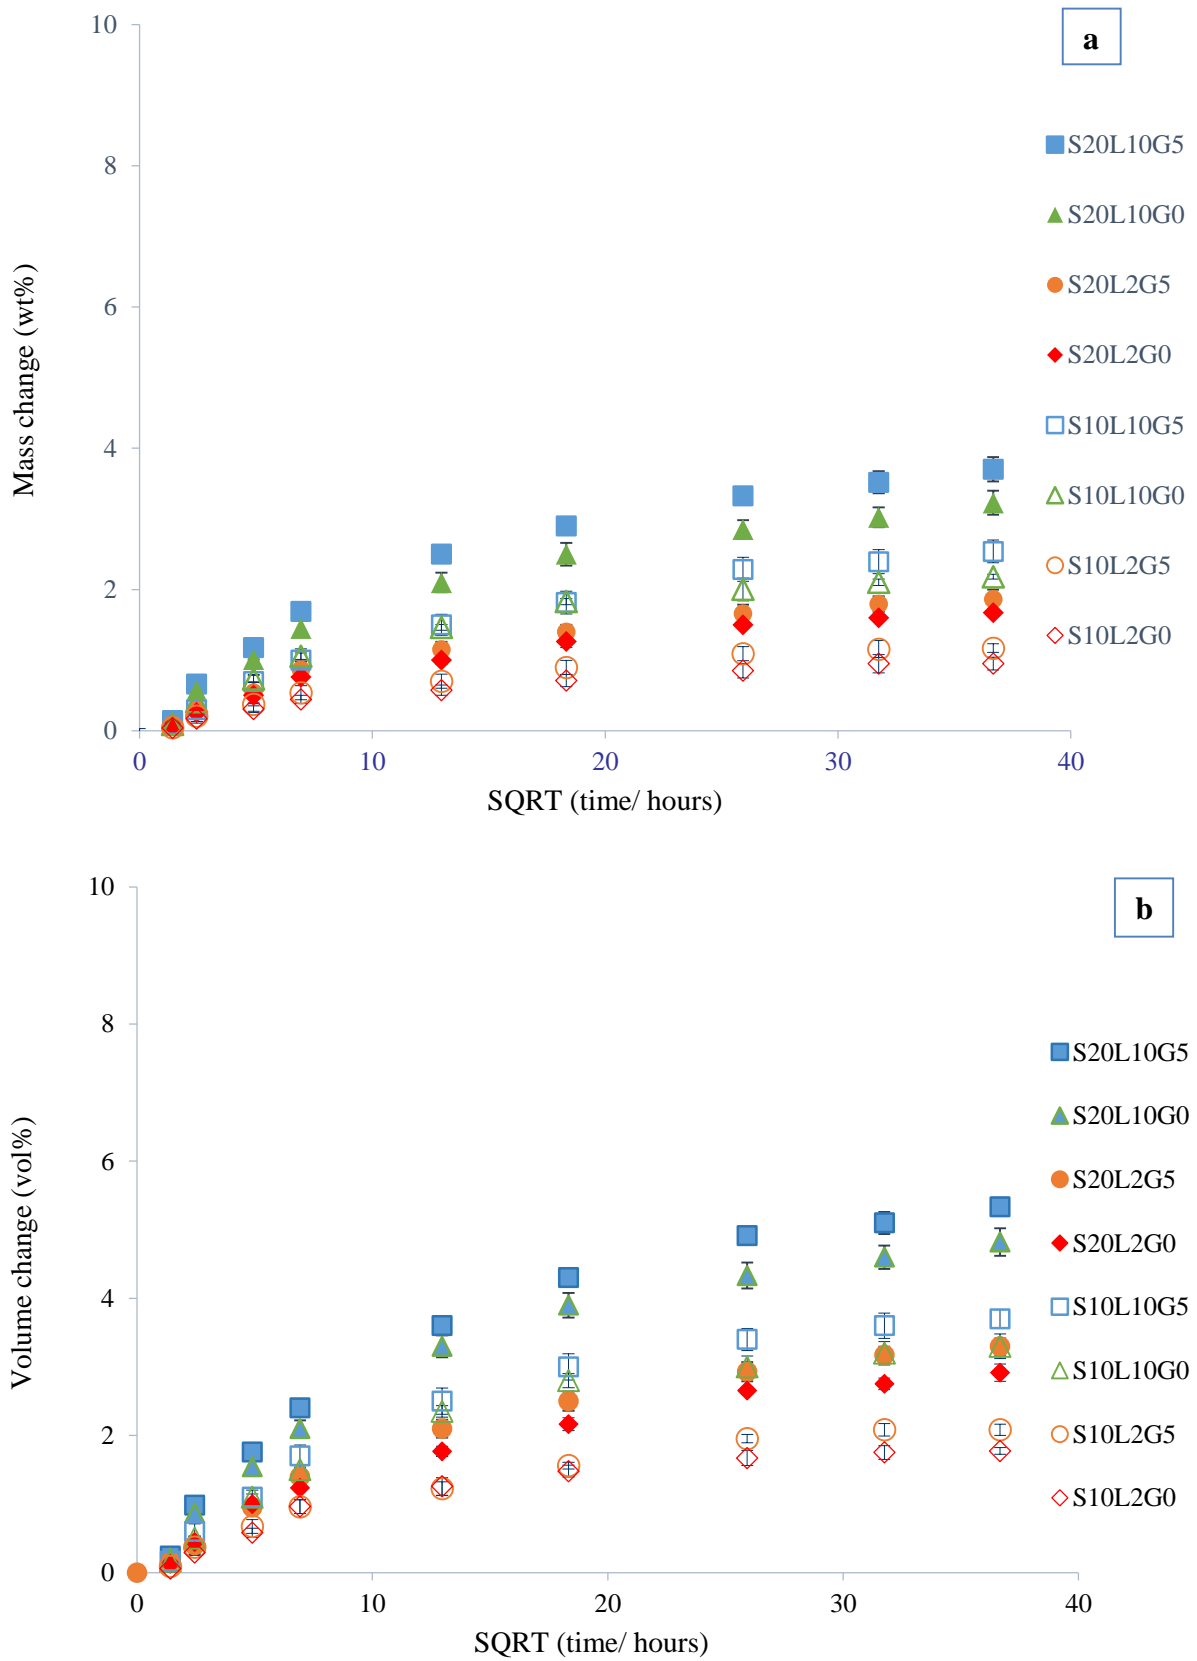 a
10
8
6
4
2
0
Mass change (wt%)
0 10 20 30 40
SQRT (time/ hours)
S20L10G5
S20L10G0
S20L2G5
S20L2G0
S10L10G5
S10L10G0
S10L2G5
S10L2G0
b
10
8
6
4
2
0
Volume change (vol%)
0 10 20 30 40
SQRT (time/ hours)
S20L10G5
S20L10G0
S20L2G5
S20L2G0
S10L10G5
S10L10G0
S10L2G5
S10L2G0